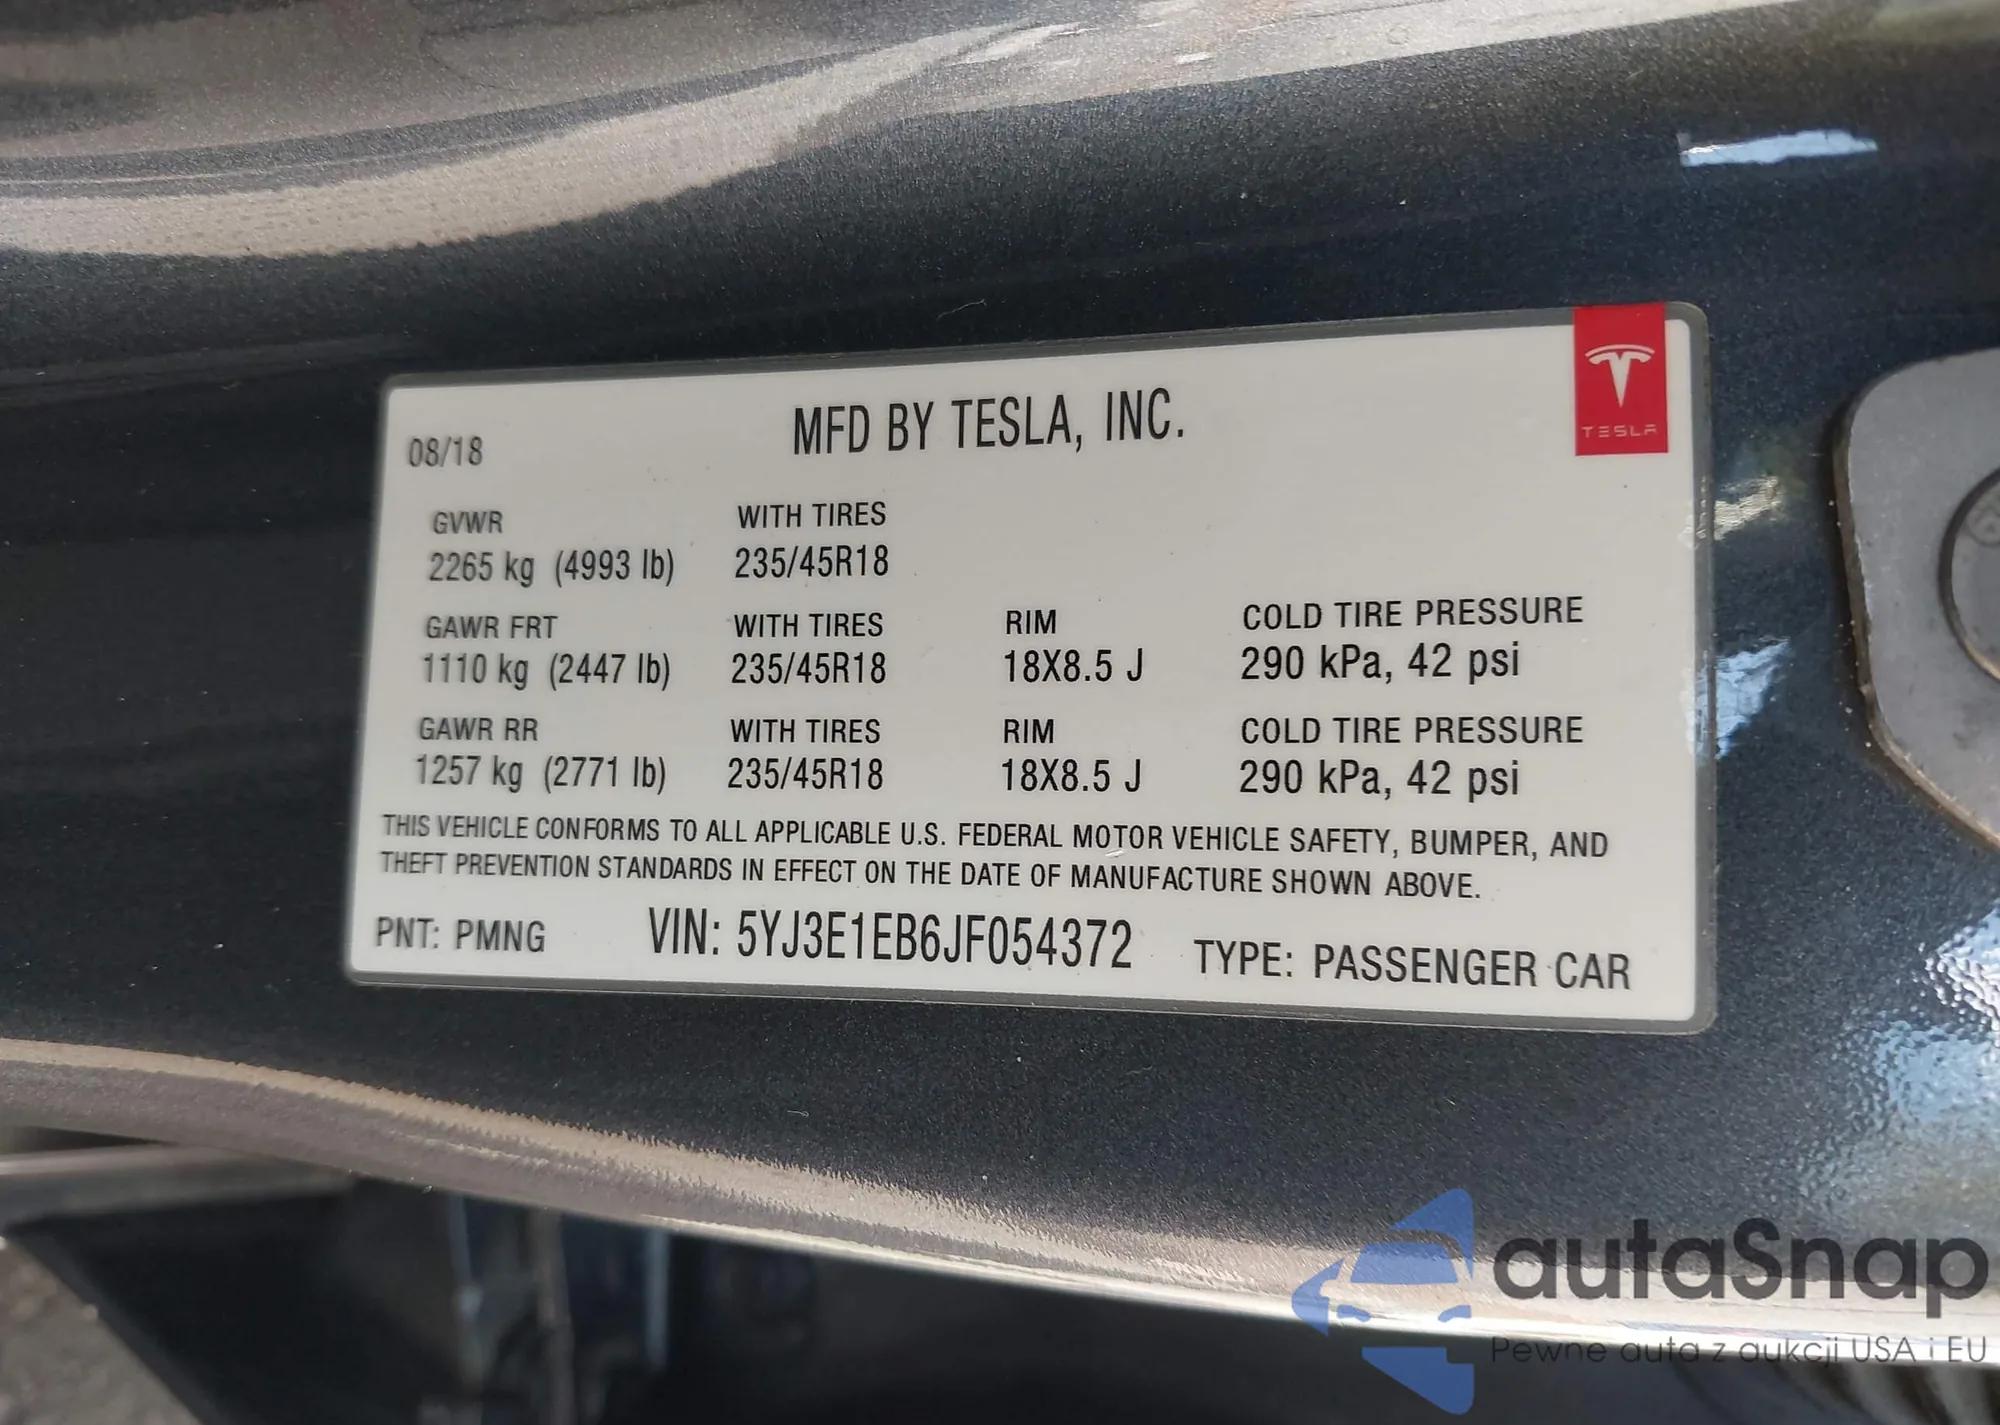 MFD BY TESLA, INC.
TESLA
08/18
GVWR WITH TIRES
2265 kg (4993 lb) 235/45R18
GAWR FRT WITH TIRES RIM COLD TIRE PRESSURE
1110 kg (2447 lb) 235/45R18 18X8.5 J 290 kPa, 42 psi
GAWR RR WITH TIRES RIM COLD TIRE PRESSURE
1257 kg (2771 lb) 235/45R18 18X8.5 J 290 kPa, 42 psi
THIS VEHICLE CONFORMS TO ALL APPLICABLE U.S. FEDERAL MOTOR VEHICLE SAFETY, BUMPER, AND
THEFT PREVENTION STANDARDS IN EFFECT ON THE DATE OF MANUFACTURE SHOWN ABOVE.
PNT: PMNG VIN: 5YJ3E1EB6JF054372 TYPE: PASSENGER CAR
autaSnap
Pewne auta z aukcji USA i EU